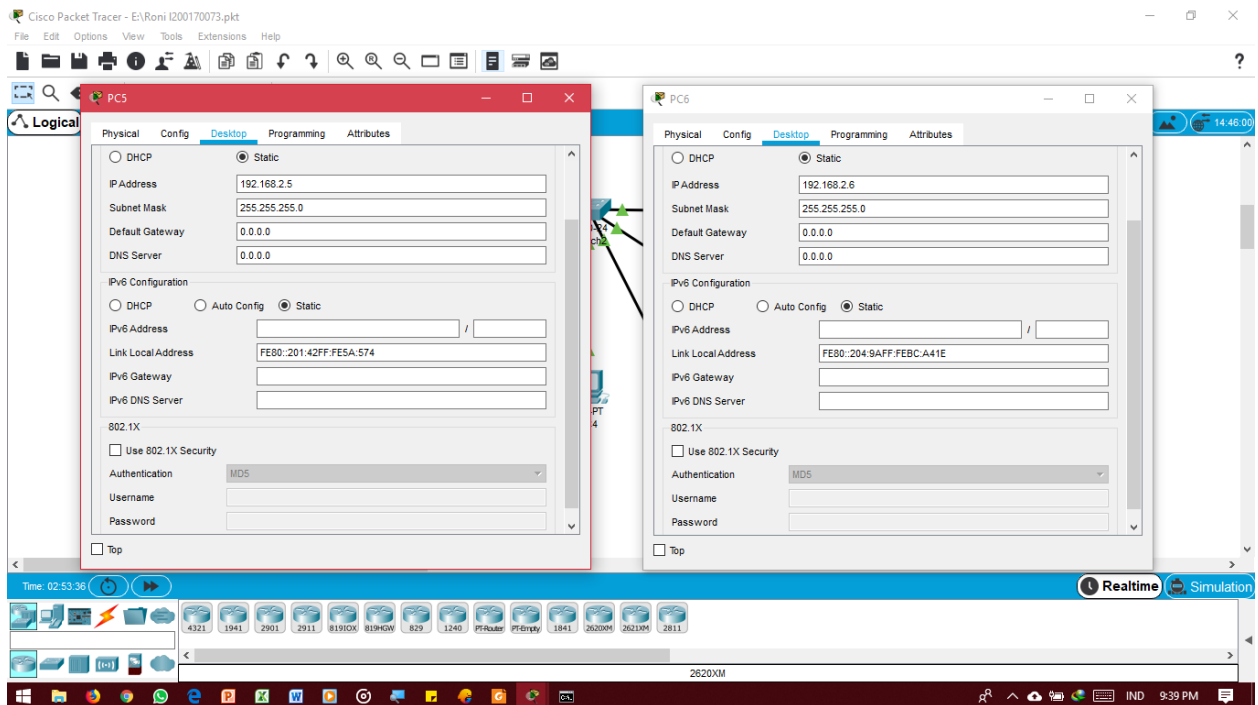 Cisco Packet Tracer - E:\Roni l200170073.pkt
File Edit Options View Tools Extensions Help
?
Logical
14:46:00
PC5
Physical Config Desktop Programming Attributes
DHCP Static
IP Address 192.168.2.5
Subnet Mask 255.255.255.0
Default Gateway 0.0.0.0
DNS Server 0.0.0.0
IPv6 Configuration
DHCP Auto Config Static
IPv6 Address /
Link Local Address FE80::201:42FF:FE5A:574
IPv6 Gateway
IPv6 DNS Server
802.1X
Use 802.1X Security
Authentication MD5
Username
Password
Top
PC6
Physical Config Desktop Programming Attributes
DHCP Static
IP Address 192.168.2.6
Subnet Mask 255.255.255.0
Default Gateway 0.0.0.0
DNS Server 0.0.0.0
IPv6 Configuration
DHCP Auto Config Static
IPv6 Address /
Link Local Address FE80::204:9AFF:FEBC:A41E
IPv6 Gateway
IPv6 DNS Server
802.1X
Use 802.1X Security
Authentication MD5
Username
Password
Top
-24
ch2
-PT
4
Time: 02:53:36
Realtime Simulation
4321 1941 2901 2911 819IOX 819HGW 829 1240 PT-Router PT-Empty 1841 2620XM 2621XM 2811
2620XM
IND 9:39 PM